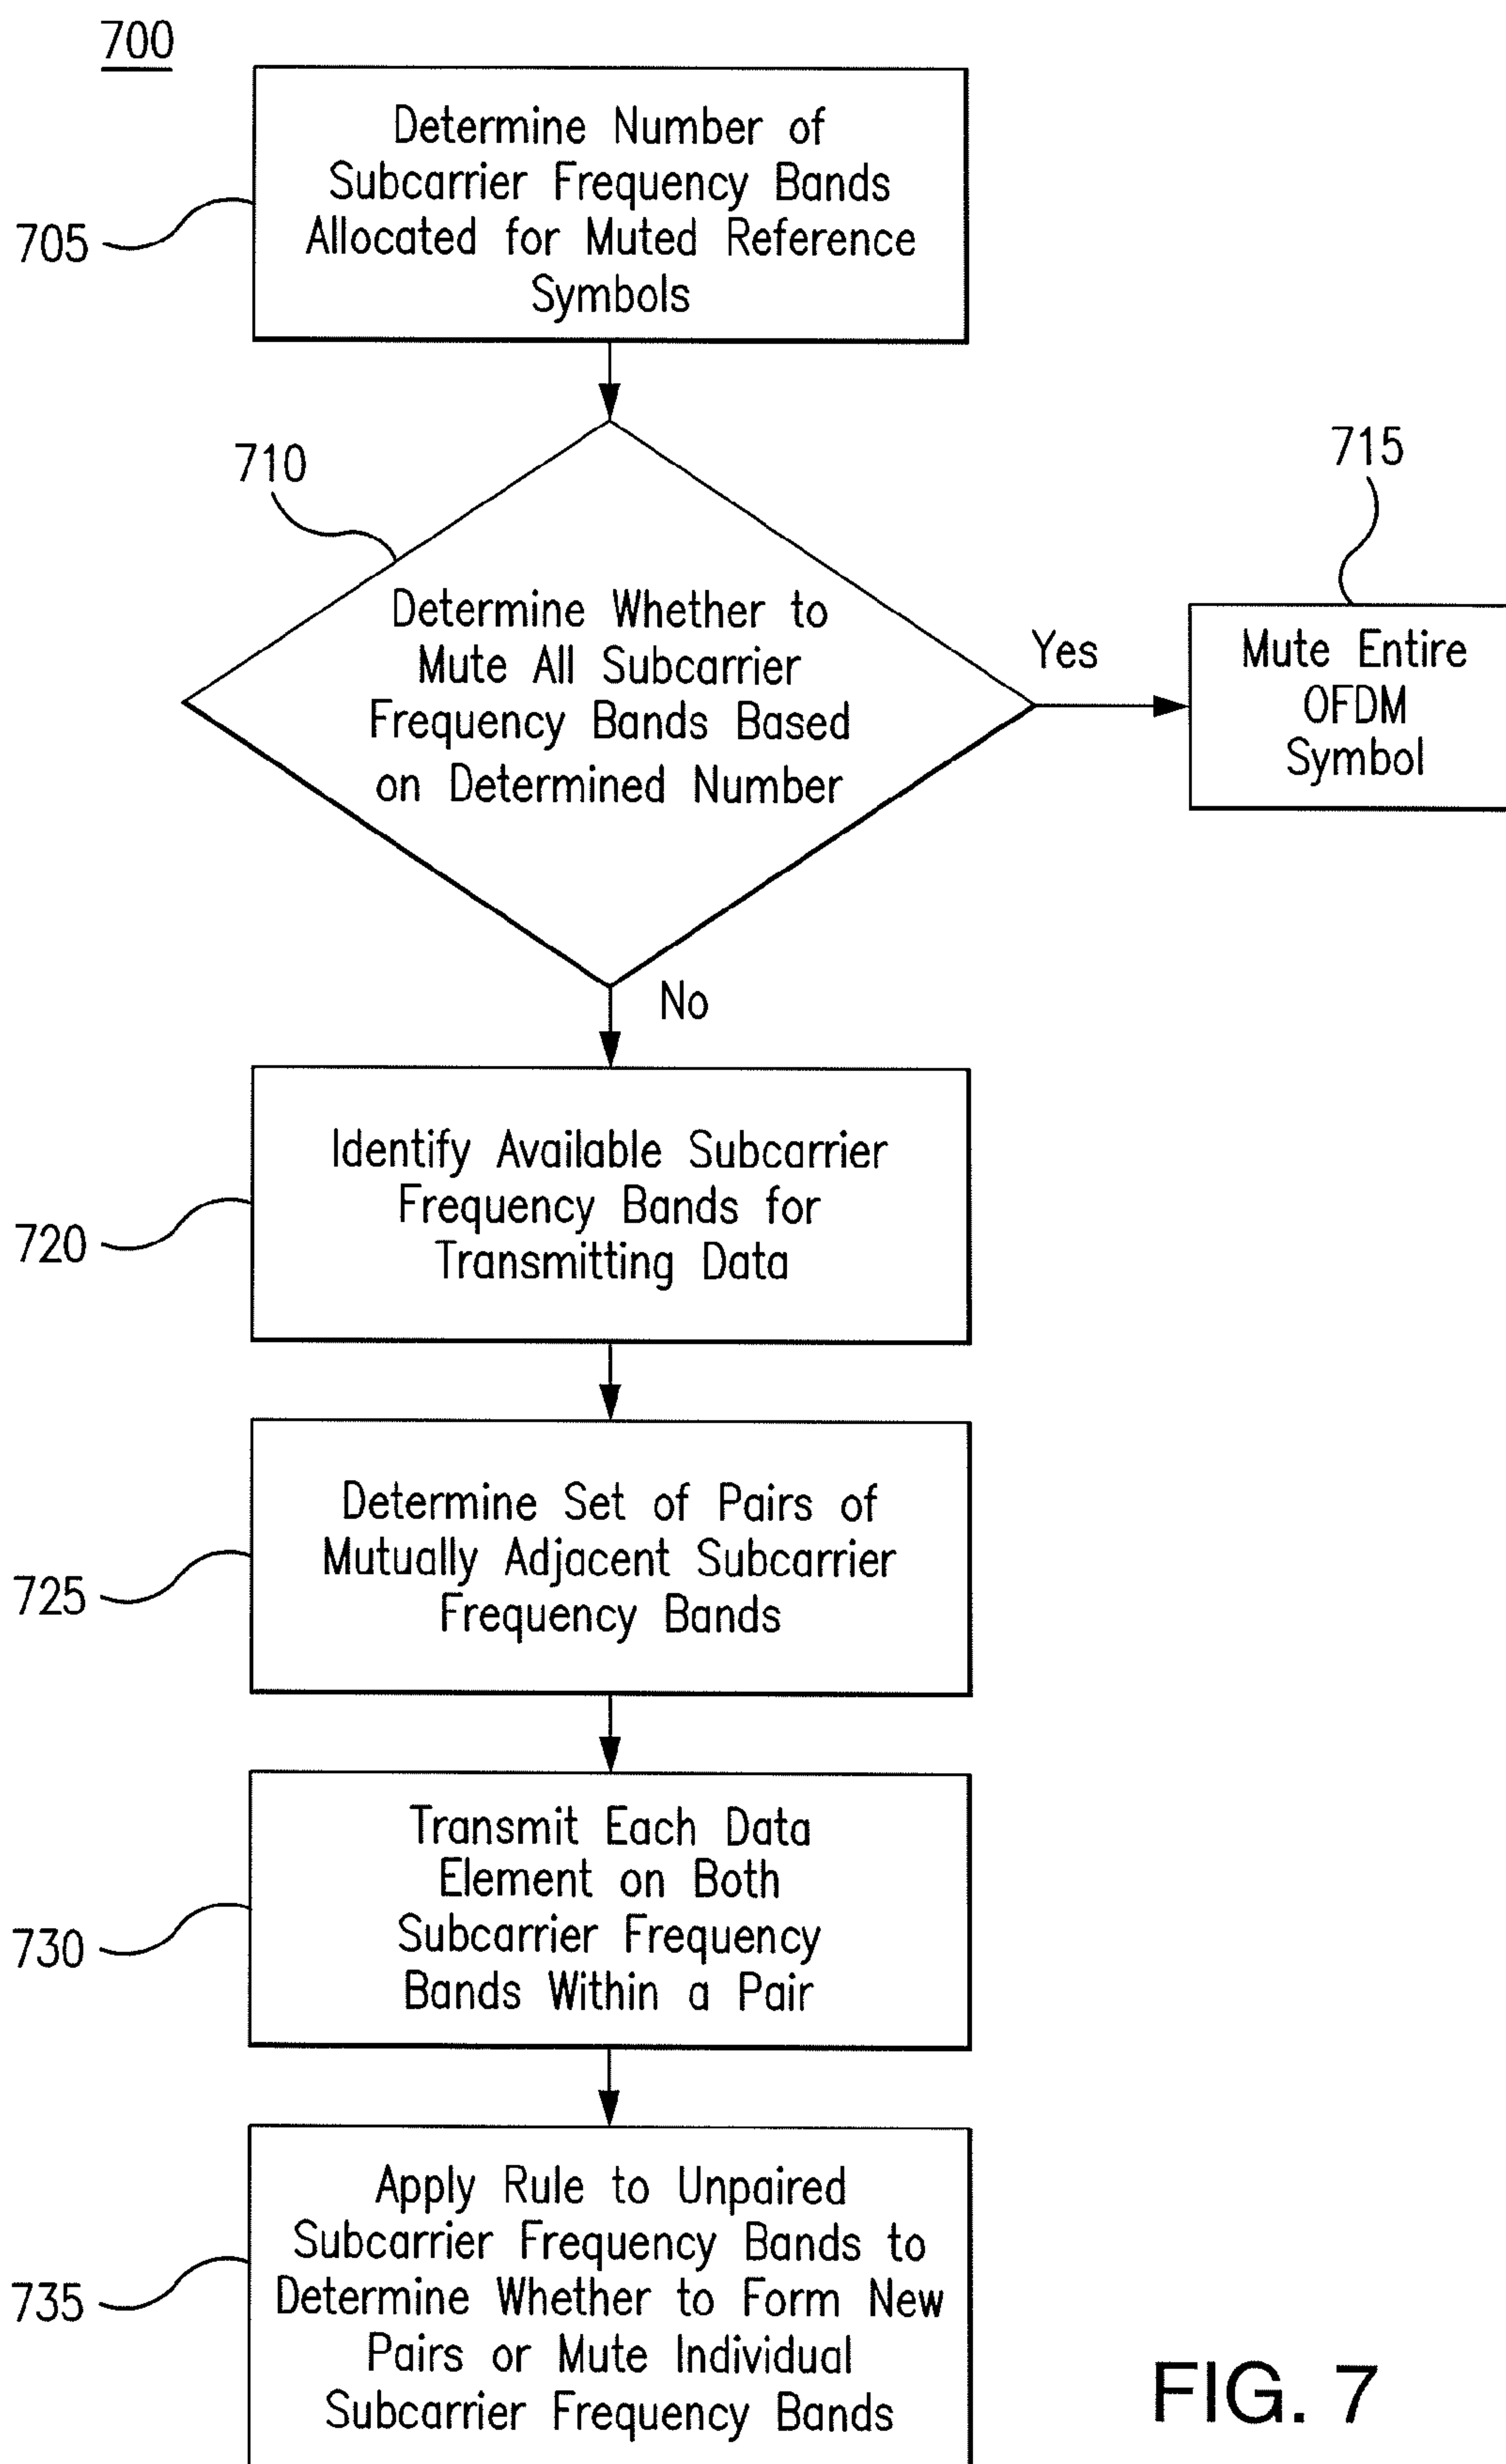 700
Determine Number of
Subcarrier Frequency Bands
Allocated for Muted Reference
Symbols
705
710
Determine Whether to
Mute All Subcarrier
Frequency Bands Based
on Determined Number
Yes
715
Mute Entire
OFDM
Symbol
No
Identify Available Subcarrier
Frequency Bands for
Transmitting Data
720
Determine Set of Pairs of
Mutually Adjacent Subcarrier
Frequency Bands
725
Transmit Each Data
Element on Both
Subcarrier Frequency
Bands Within a Pair
730
Apply Rule to Unpaired
Subcarrier Frequency Bands to
Determine Whether to Form New
Pairs or Mute Individual
Subcarrier Frequency Bands
735
FIG. 7